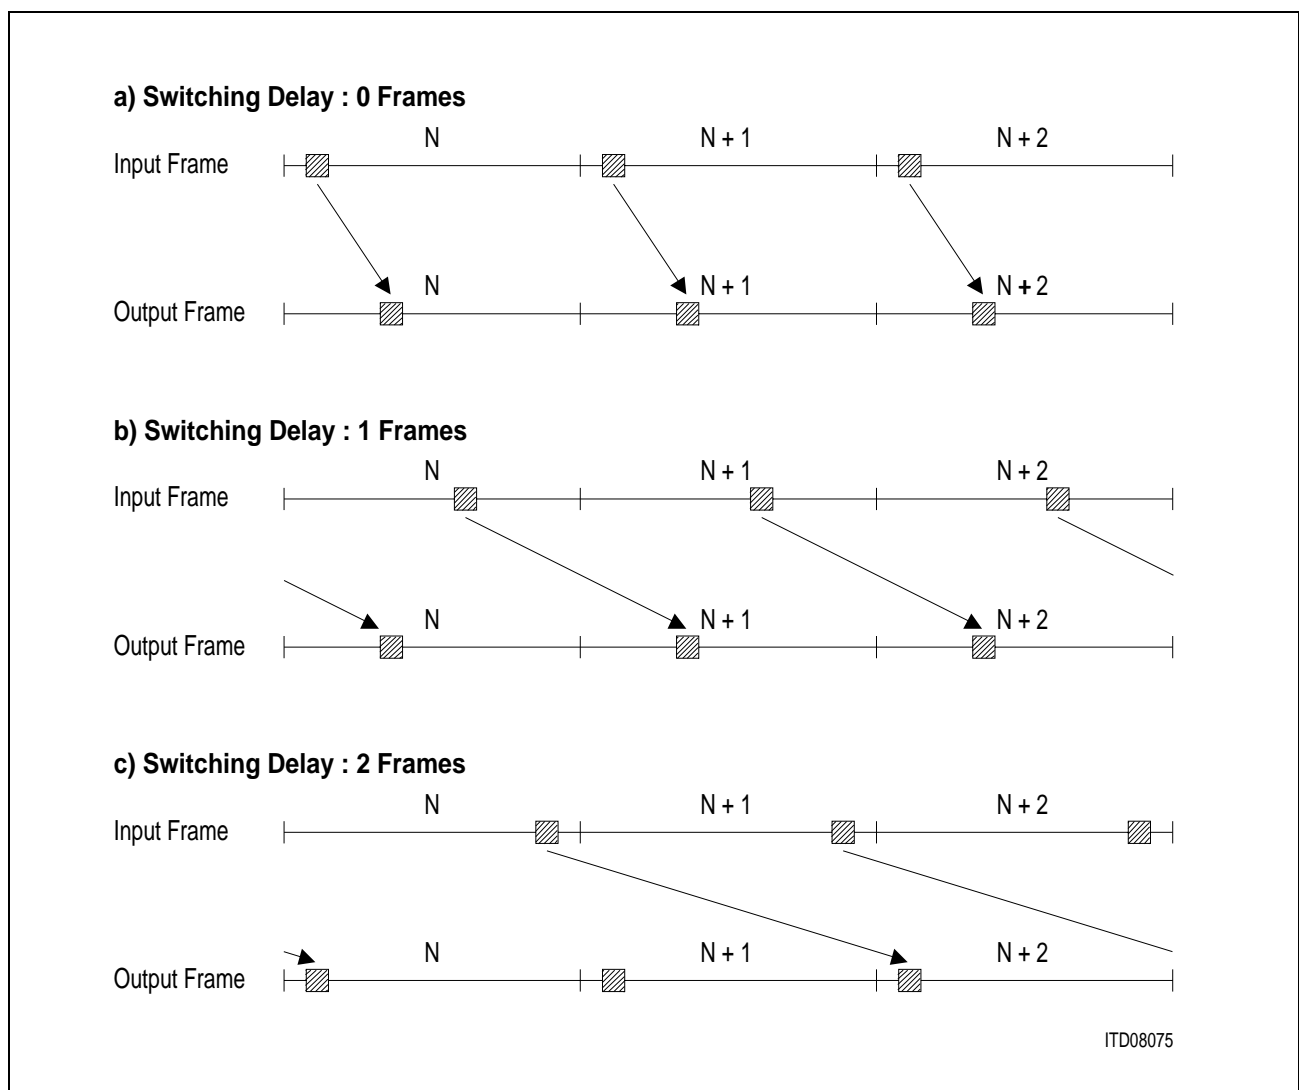 a) Switching Delay : 0 Frames
N N + 1 N + 2
Input Frame
N N + 1 N + 2
Output Frame
b) Switching Delay : 1 Frames
N N + 1 N + 2
Input Frame
N N + 1 N + 2
Output Frame
c) Switching Delay : 2 Frames
N N + 1 N + 2
Input Frame
N N + 1 N + 2
Output Frame
ITD08075